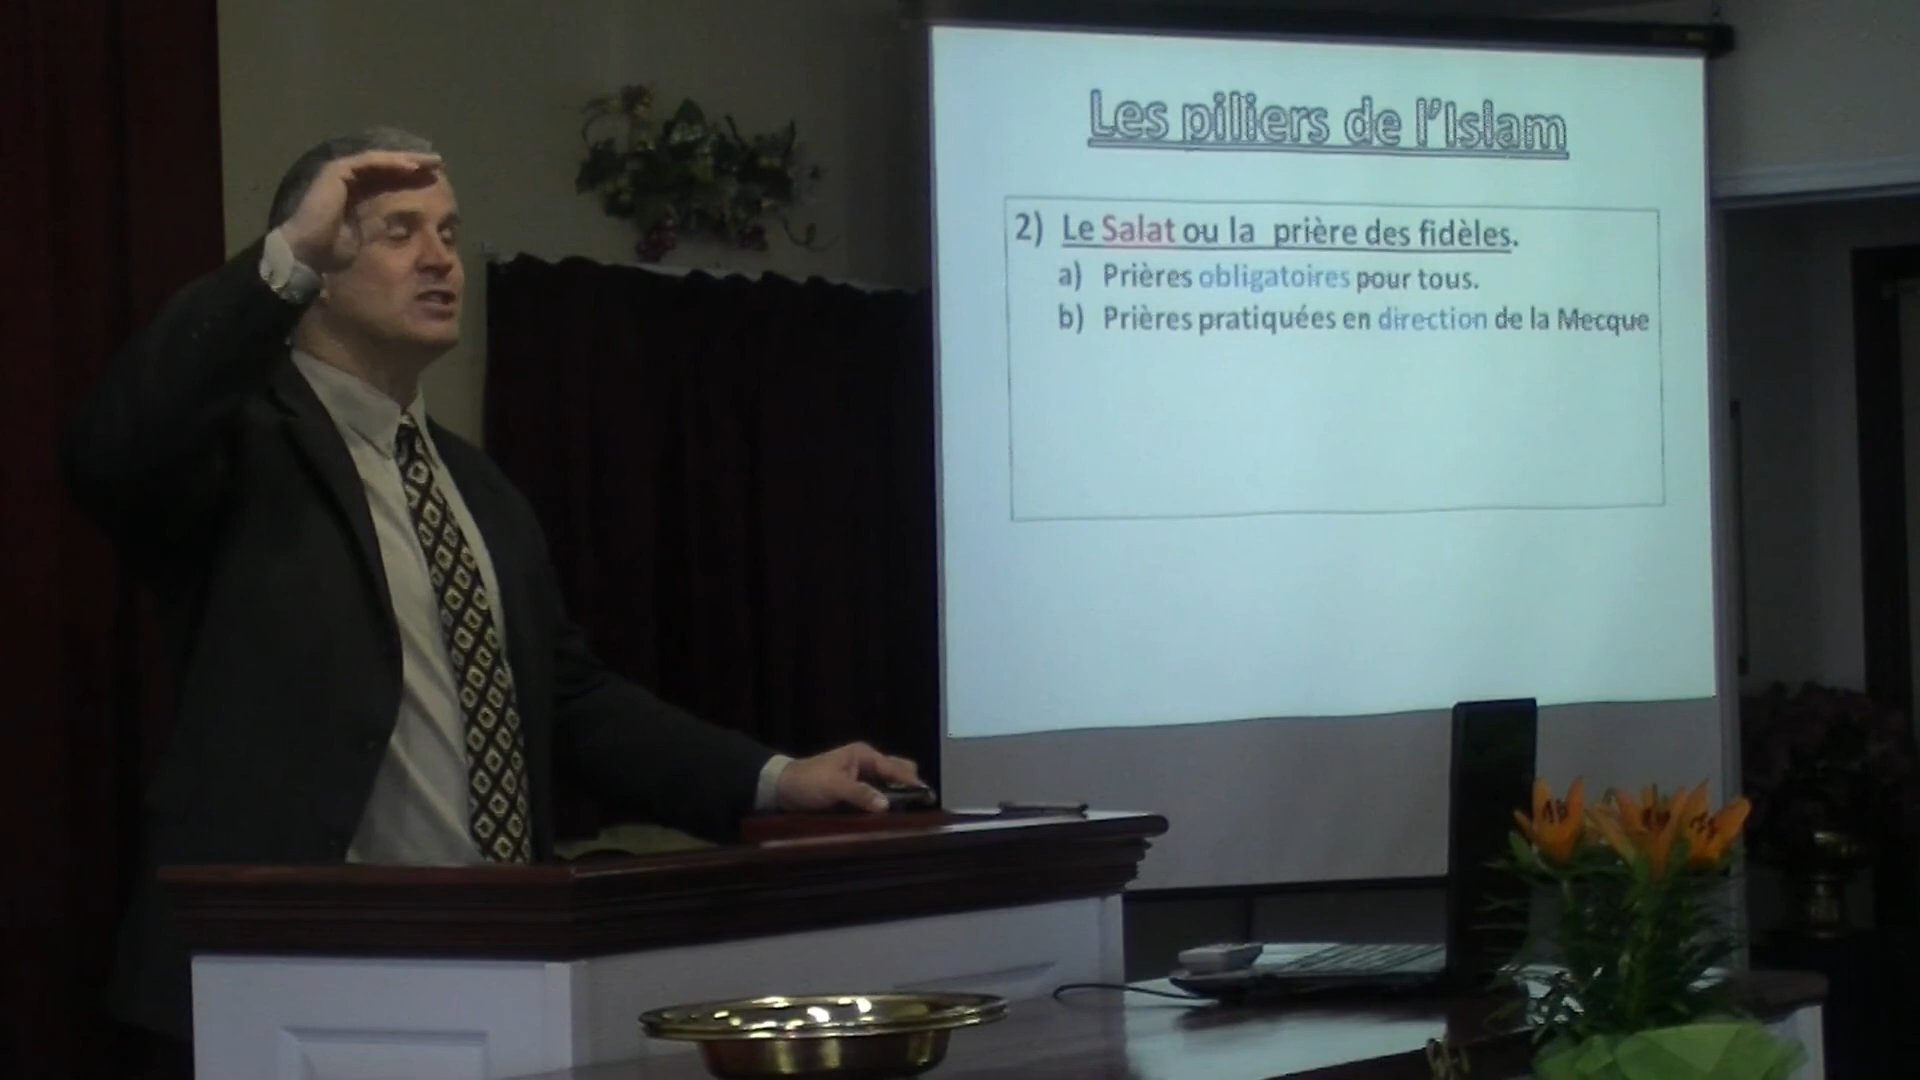 Les piliers de l'Islam
2) Le Salat ou la prière des fidèles.
a) Prières obligatoires pour tous.
b) Prières pratiquées en direction de la Mecque